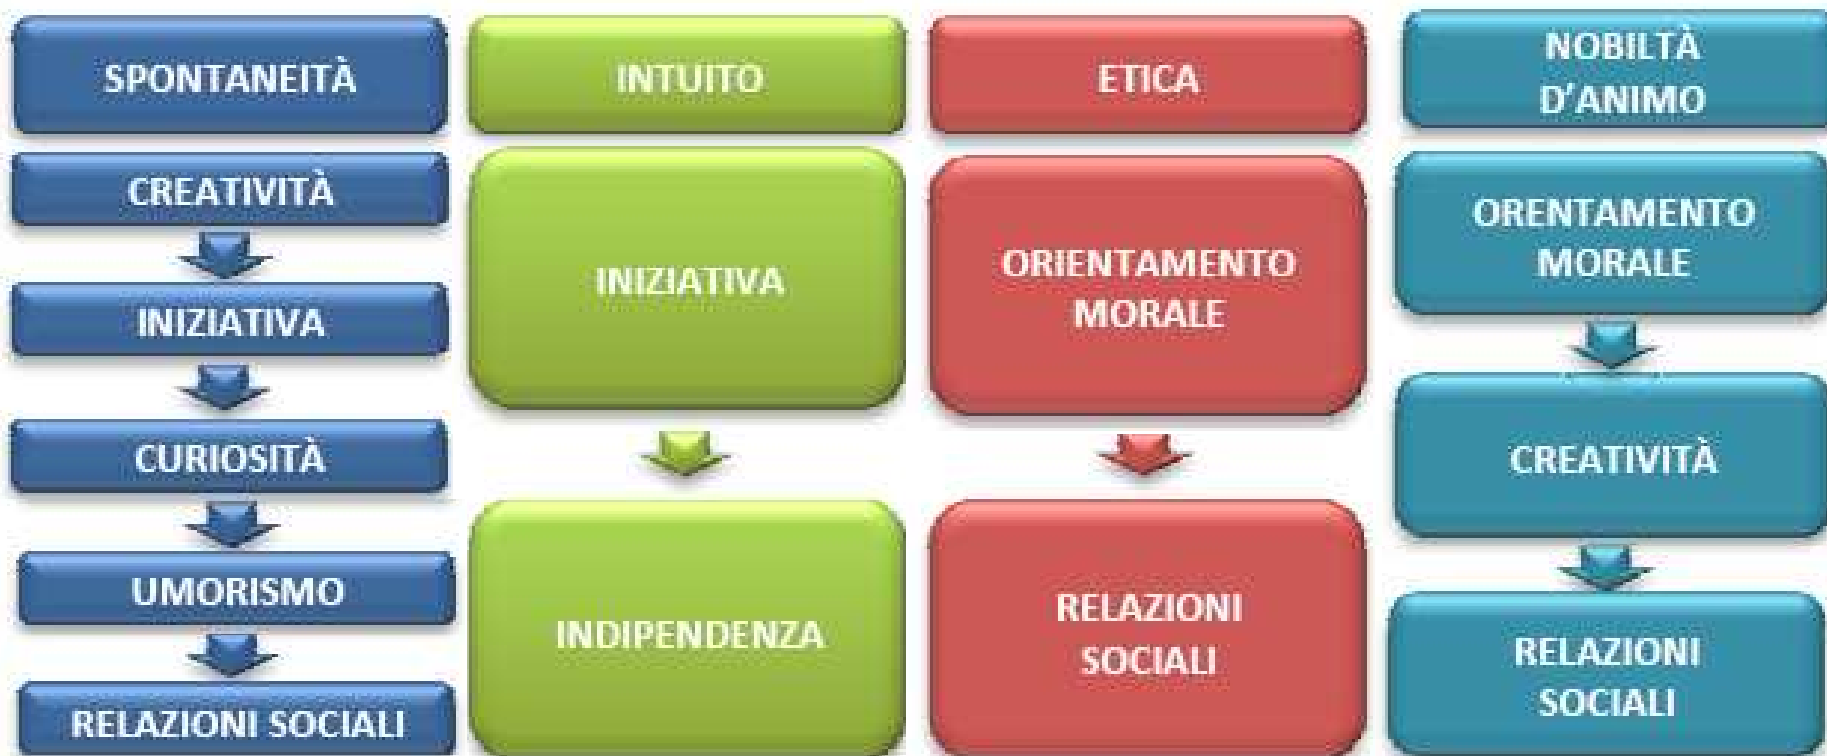 SPONTANEITÀ
CREATIVITÀ
INIZIATIVA
CURIOSITÀ
UMORISMO
RELAZIONI SOCIALI
INTUITO
INIZIATIVA
INDIPENDENZA
ETICA
ORIENTAMENTO
MORALE
RELAZIONI
SOCIALI
NOBILTÀ
D'ANIMO
ORENTAMENTO
MORALE
CREATIVITÀ
RELAZIONI
SOCIALI